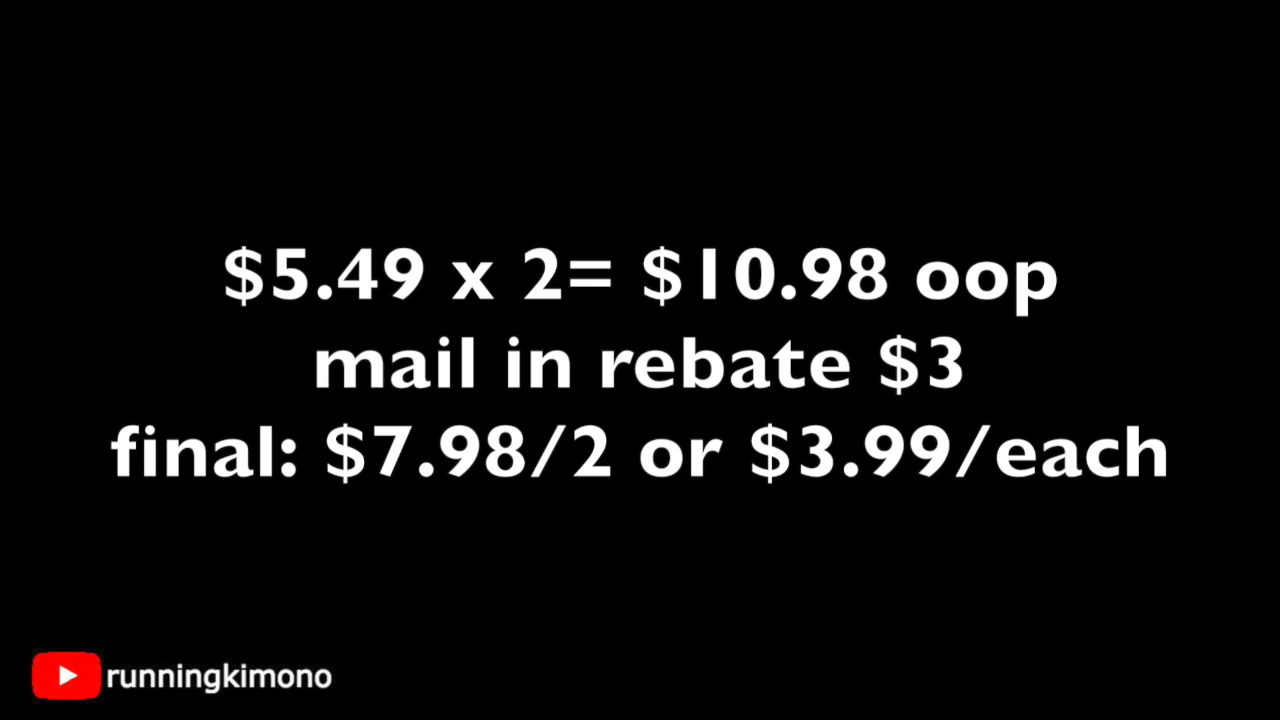 $5.49 x 2= $10.98 oop
mail in rebate $3
final: $7.98/2 or $3.99/each
runningkimono